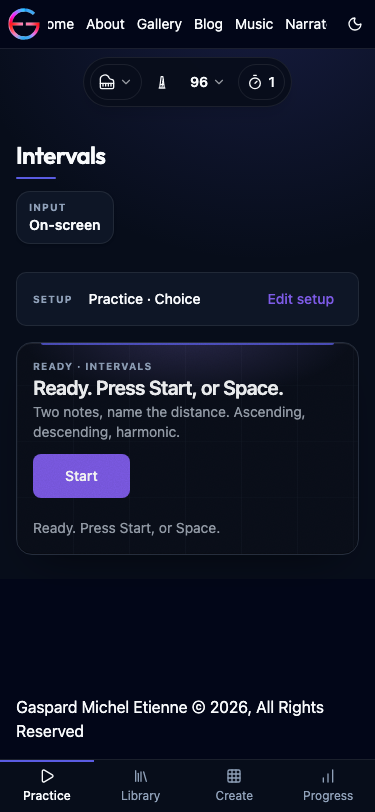 ome About Gallery Blog Music Narrat
96 1
Intervals
INPUT
On-screen
SETUP Practice · Choice Edit setup
READY · INTERVALS
Ready. Press Start, or Space.
Two notes, name the distance. Ascending,
descending, harmonic.
Start
Ready. Press Start, or Space.
Gaspard Michel Etienne © 2026, All Rights
Reserved
Practice Library Create Progress